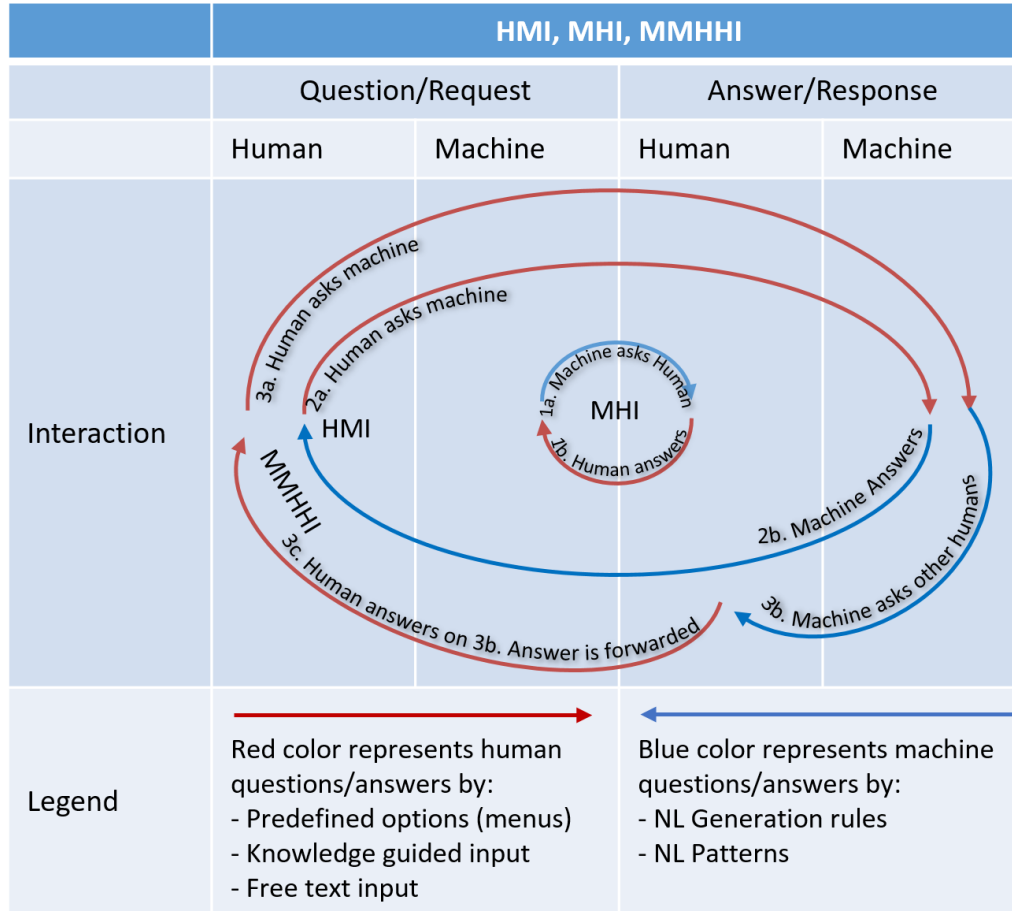 HMI, MHI, MMHHI
Question/Request
Answer/Response
Human
Machine
Human
Machine
Interaction
3a. Human asks machine
2a. Human asks machine
1a. Machine asks Human
MHI
1b. Human answers
HMI
MMHHI
2b. Machine Answers
3b. Machine asks other humans
3c. Human answers on 3b. Answer is forwarded
Legend
Red color represents human
questions/answers by:
- Predefined options (menus)
- Knowledge guided input
- Free text input
Blue color represents machine
questions/answers by:
- NL Generation rules
- NL Patterns